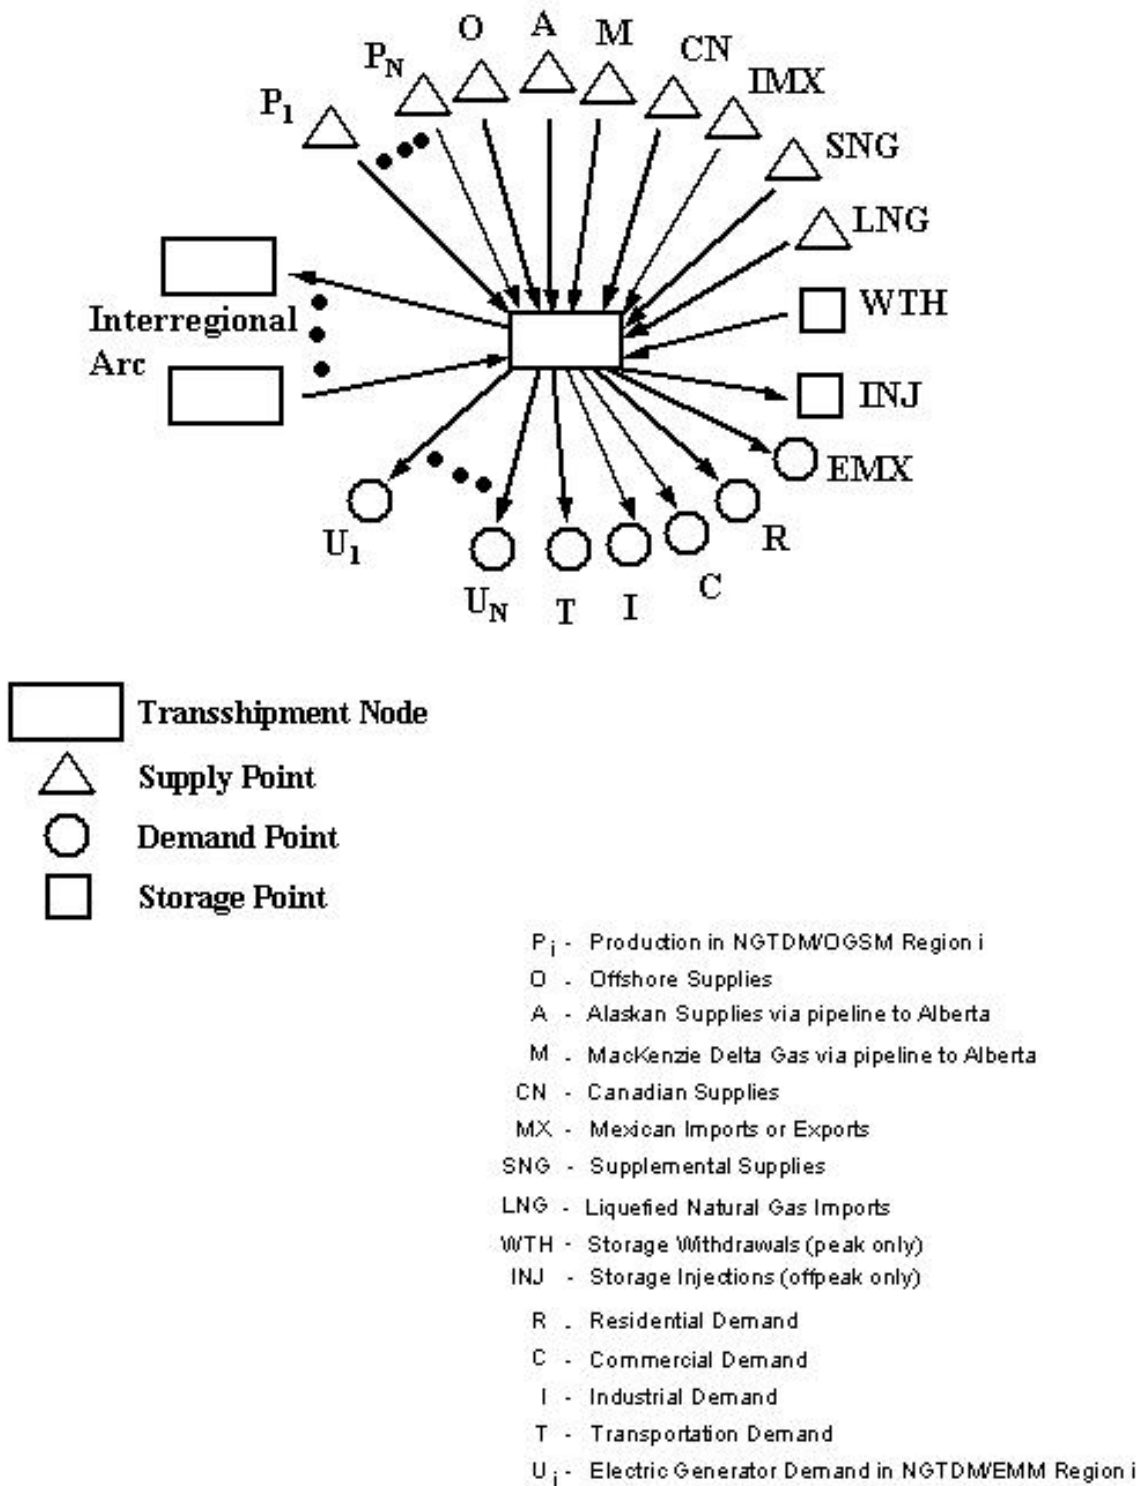 A
O
M
P_N
CN
IMX
P_1
SNG
LNG
WTH
Interregional
Arc
INJ
EMX
R
U_1
C
U_N
T
I
Transshipment Node
Supply Point
Demand Point
Storage Point
P_i - Production in NGTDM/OGSM Region i
O - Offshore Supplies
A - Alaskan Supplies via pipeline to Alberta
M - MacKenzie Delta Gas via pipeline to Alberta
CN - Canadian Supplies
MX - Mexican Imports or Exports
SNG - Supplemental Supplies
LNG - Liquefied Natural Gas Imports
WTH - Storage Withdrawals (peak only)
INJ - Storage Injections (offpeak only)
R - Residential Demand
C - Commercial Demand
I - Industrial Demand
T - Transportation Demand
U_i - Electric Generator Demand in NGTDM/EMM Region i